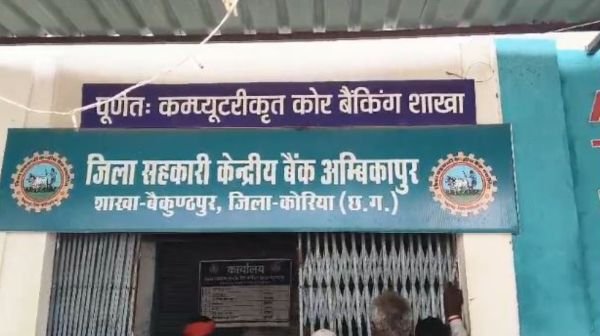 पूर्णतः कम्प्यूटरीकृत कोर बैंकिंग शाखा
जिला सहकारी केन्द्रीय बैंक अम्बिकापुर
शाखा-बैकुण्ठपुर, जिला-कोरिया (छ.ग.)
कार्यालय